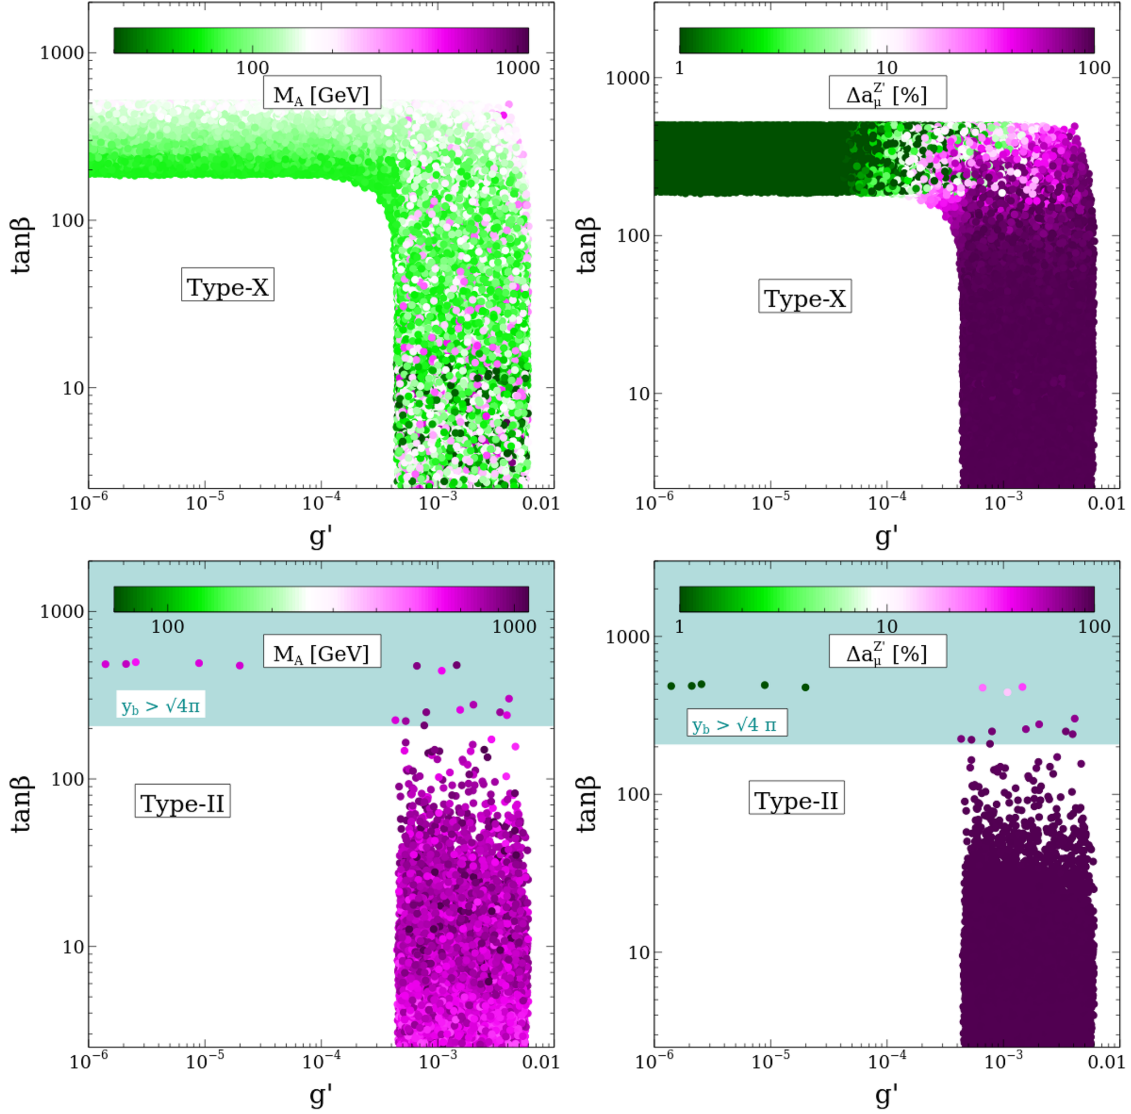 1000
100
10
tanβ
100
1000
M_A [GeV]
Type-X
10⁻⁶
10⁻⁵
10⁻⁴
10⁻³
0.01
g'
1000
100
10
tanβ
1
10
100
Δa_μ^Z' [%]
Type-X
10⁻⁶
10⁻⁵
10⁻⁴
10⁻³
0.01
g'
1000
100
10
tanβ
100
1000
M_A [GeV]
y_b > √4π
Type-II
10⁻⁶
10⁻⁵
10⁻⁴
10⁻³
0.01
g'
1000
100
10
tanβ
1
10
100
Δa_μ^Z' [%]
y_b > √4 π
Type-II
10⁻⁶
10⁻⁵
10⁻⁴
10⁻³
0.01
g'